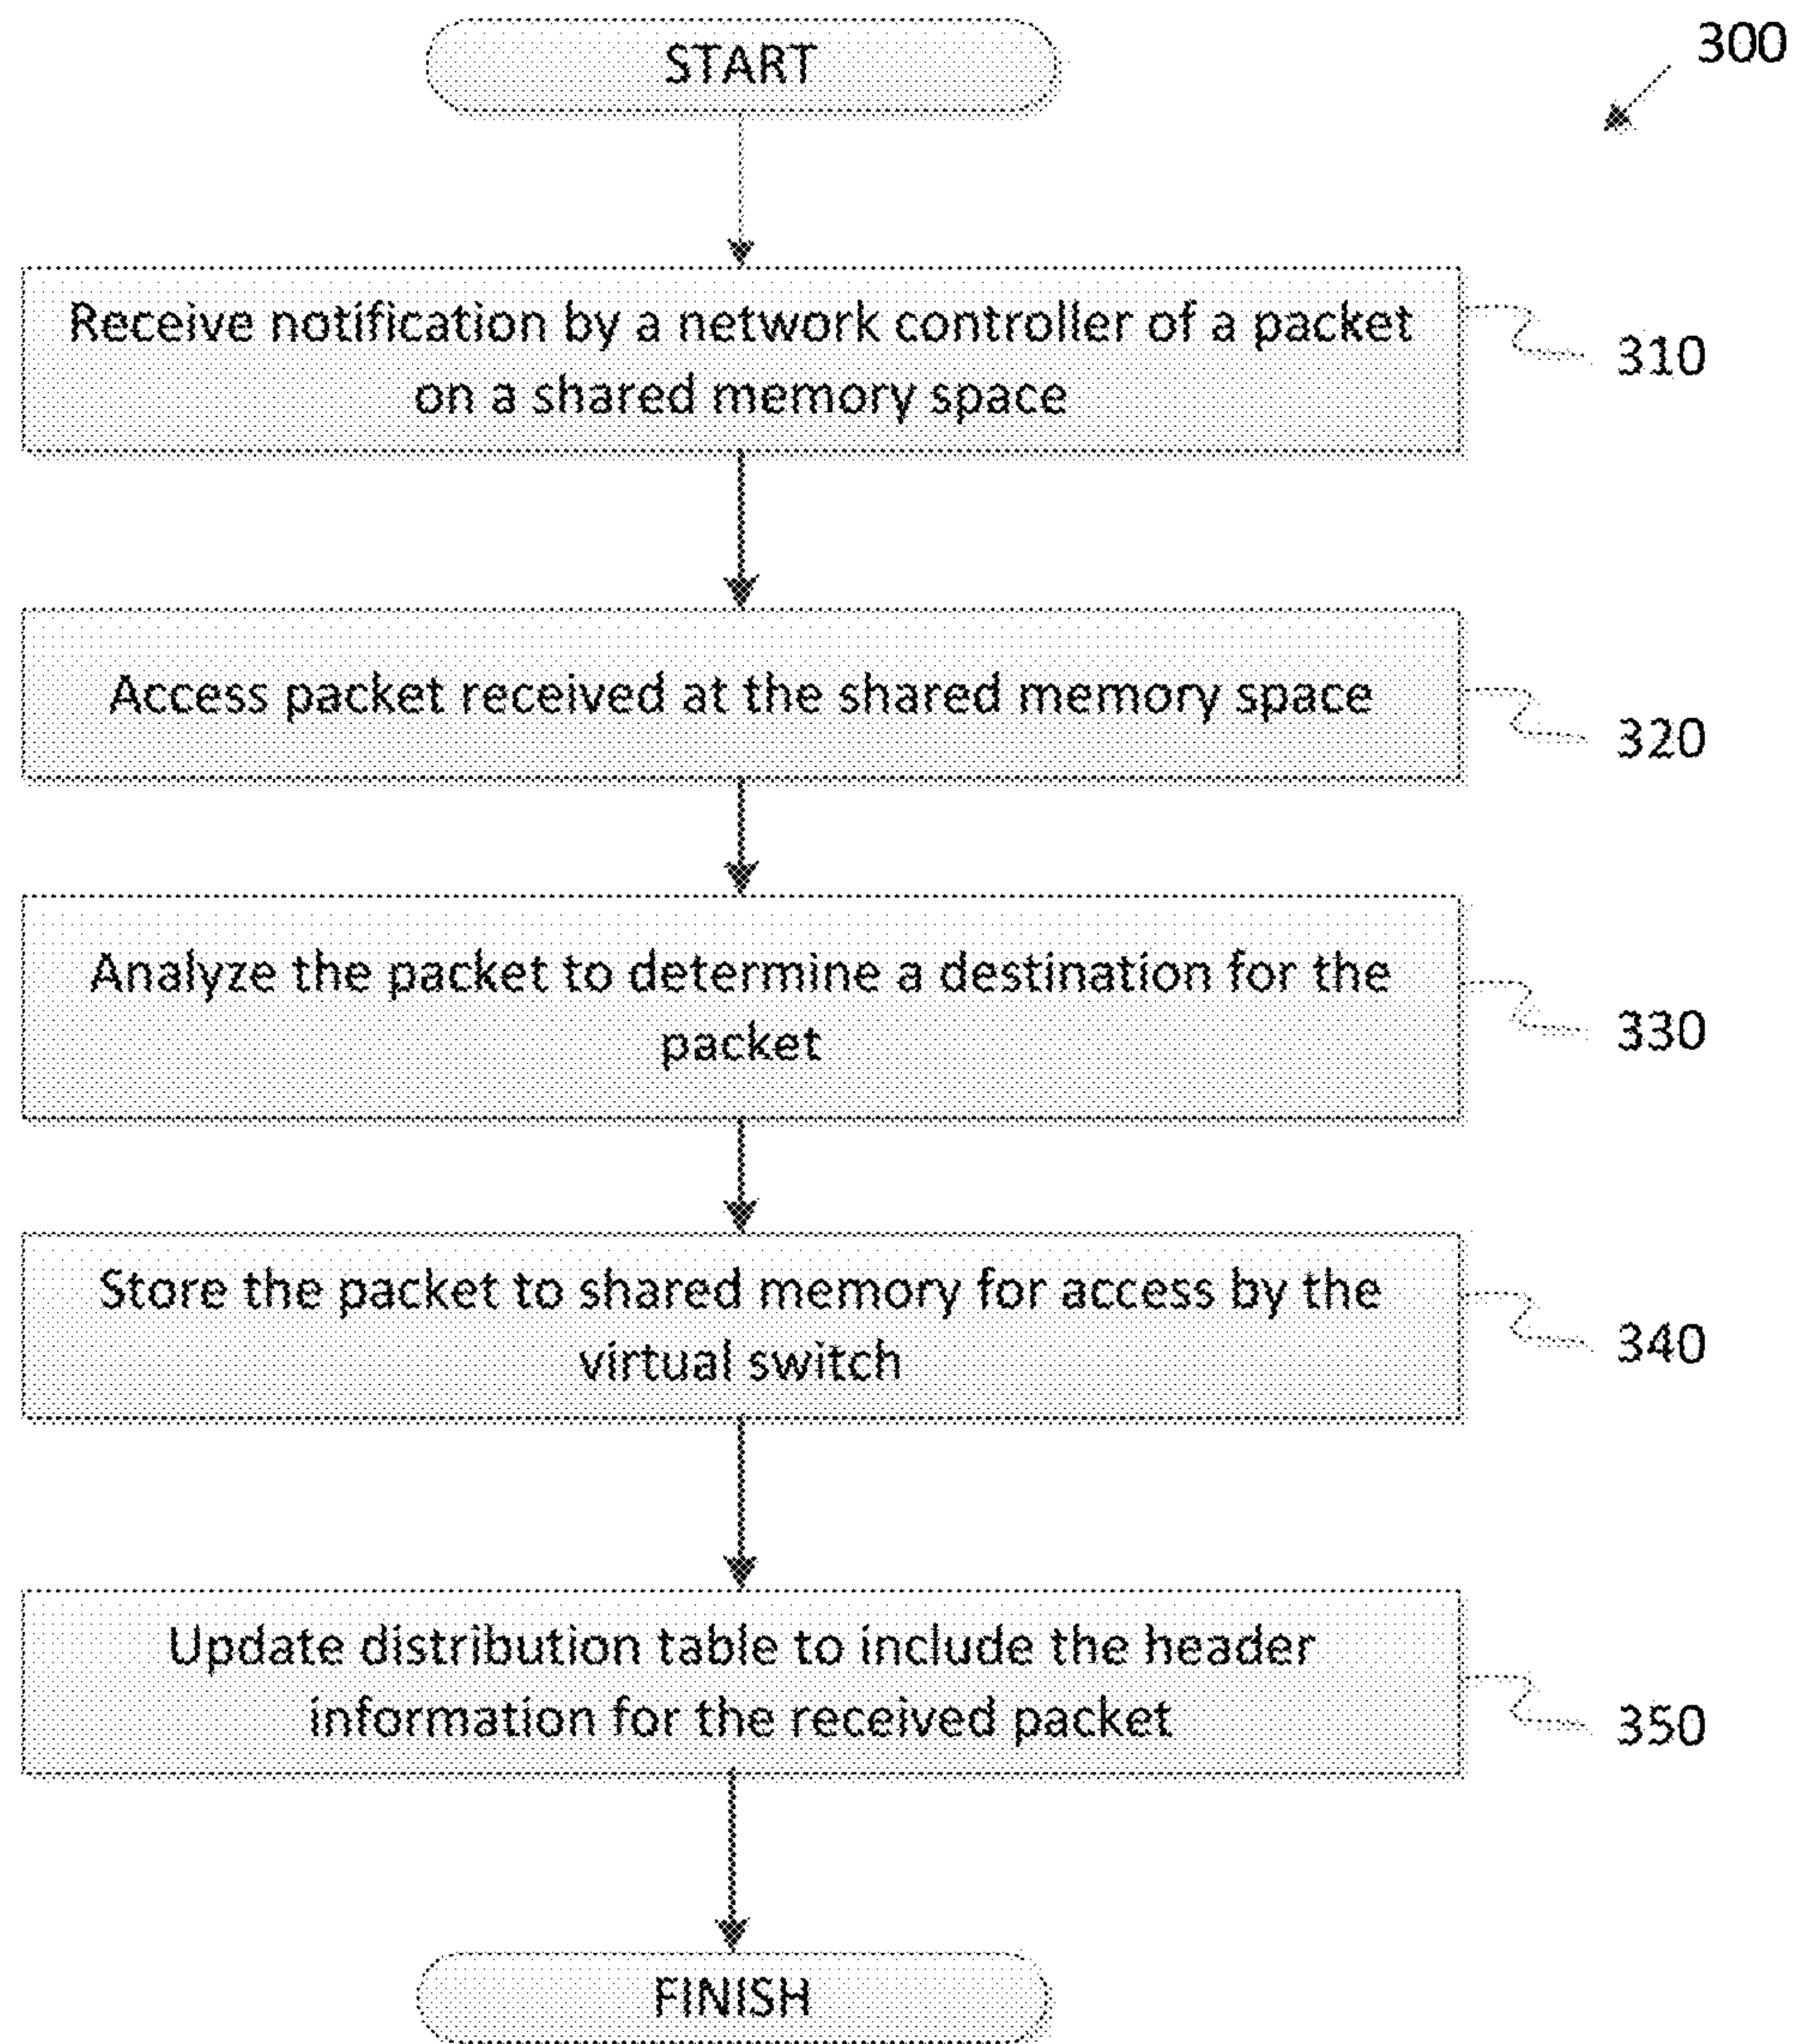 START
300
Receive notification by a network controller of a packet
on a shared memory space
310
Access packet received at the shared memory space
320
Analyze the packet to determine a destination for the
packet
330
Store the packet to shared memory for access by the
virtual switch
340
Update distribution table to include the header
information for the received packet
350
FINISH